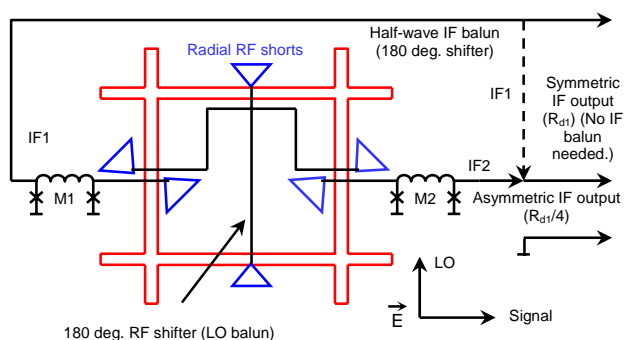 Half-wave IF balun
(180 deg. shifter)
Radial RF shorts
Symmetric
IF output
(Rd1) (No IF
balun
needed.)
IF1
IF1
IF2
M1
M2
Asymmetric IF output
(Rd1/4)
LO
E
Signal
180 deg. RF shifter (LO balun)